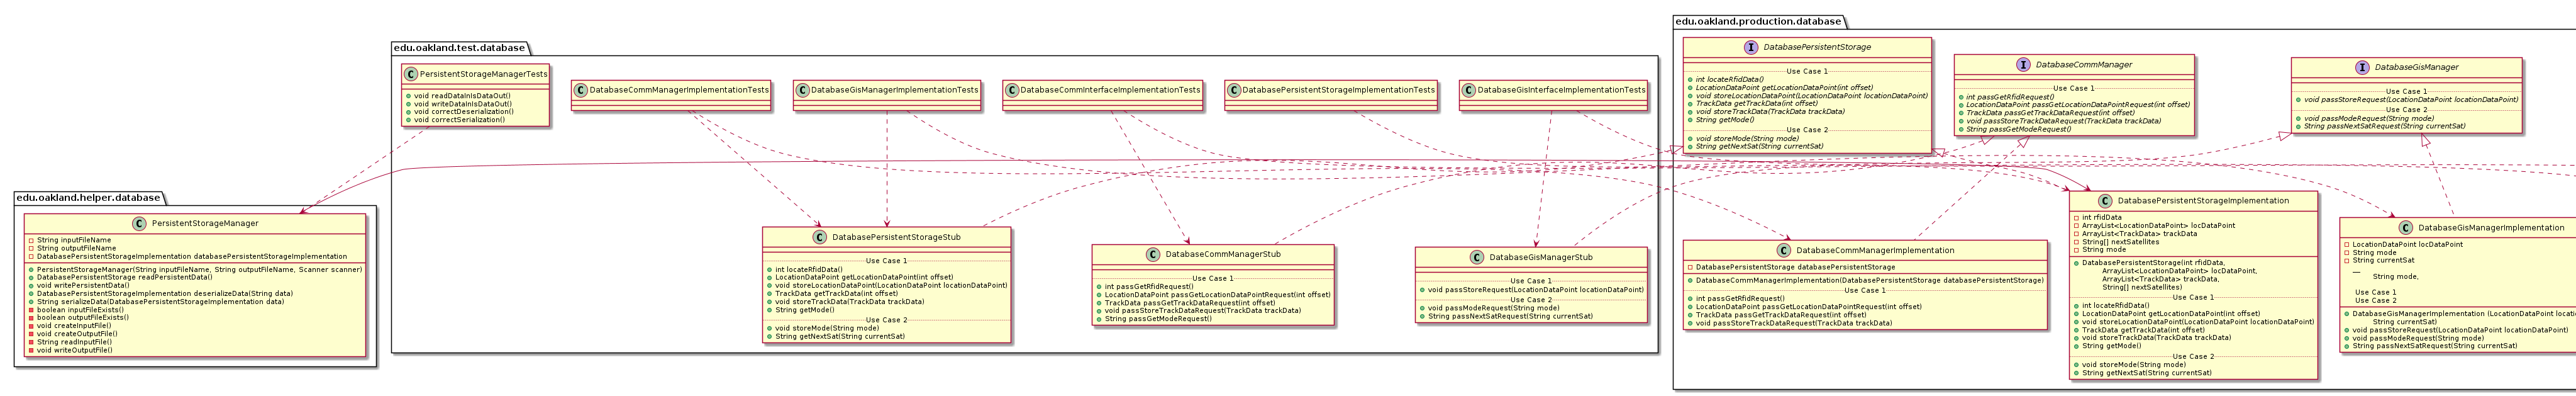 edu.oakland.helper.database
C PersistentStorageManager
String inputFileName
String outputFileName
DatabasePersistentStorageImplementation databasePersistentStorageImplementation
PersistentStorageManager(String inputFileName, String outputFileName, Scanner scanner)
DatabasePersistentStorage readPersistentData()
void writePersistentData()
DatabasePersistentStorageImplementation deserializeData(String data)
String serializeData(DatabasePersistentStorageImplementation data)
boolean inputFileExists()
boolean outputFileExists()
void createInputFile()
void createOutputFile()
String readInputFile()
void writeOutputFile()
edu.oakland.test.database
C PersistentStorageManagerTests
void readDataInIsDataOut()
void writeDataInIsDataOut()
void correctDeserialization()
void correctSerialization()
C DatabaseCommManagerImplementationTests
C DatabaseGisManagerImplementationTests
C DatabaseCommInterfaceImplementationTests
C DatabasePersistentStorageImplementationTests
C DatabaseGisInterfaceImplementationTests
C DatabasePersistentStorageStub
Use Case 1
int locateRfidData()
LocationDataPoint getLocationDataPoint(int offset)
void storeLocationDataPoint(LocationDataPoint locationDataPoint)
TrackData getTrackData(int offset)
void storeTrackData(TrackData trackData)
String getMode()
Use Case 2
void storeMode(String mode)
String getNextSat(String currentSat)
C DatabaseCommManagerStub
Use Case 1
int passGetRfidRequest()
LocationDataPoint passGetLocationDataPointRequest(int offset)
TrackData passGetTrackDataRequest(int offset)
void passStoreTrackDataRequest(TrackData trackData)
String passGetModeRequest()
C DatabaseGisManagerStub
Use Case 1
void passStoreRequest(LocationDataPoint locationDataPoint)
Use Case 2
void passModeRequest(String mode)
String passNextSatRequest(String currentSat)
edu.oakland.production.database
I DatabasePersistentStorage
Use Case 1
int locateRfidData()
LocationDataPoint getLocationDataPoint(int offset)
void storeLocationDataPoint(LocationDataPoint locationDataPoint)
TrackData getTrackData(int offset)
void storeTrackData(TrackData trackData)
String getMode()
Use Case 2
void storeMode(String mode)
String getNextSat(String currentSat)
I DatabaseCommManager
Use Case 1
int passGetRfidRequest()
LocationDataPoint passGetLocationDataPointRequest(int offset)
TrackData passGetTrackDataRequest(int offset)
void passStoreTrackDataRequest(TrackData trackData)
String passGetModeRequest()
I DatabaseGisManager
Use Case 1
void passStoreRequest(LocationDataPoint locationDataPoint)
Use Case 2
void passModeRequest(String mode)
String passNextSatRequest(String currentSat)
C DatabaseCommManagerImplementation
DatabasePersistentStorage databasePersistentStorage
DatabaseCommManagerImplementation(DatabasePersistentStorage databasePersistentStorage)
Use Case 1
int passGetRfidRequest()
LocationDataPoint passGetLocationDataPointRequest(int offset)
TrackData passGetTrackDataRequest(int offset)
void passStoreTrackDataRequest(TrackData trackData)
C DatabasePersistentStorageImplementation
int rfidData
ArrayList<LocationDataPoint> locDataPoint
ArrayList<TrackData> trackData
String[] nextSatellites
String mode
DatabasePersistentStorage(int rfidData,
ArrayList<LocationDataPoint> locDataPoint,
ArrayList<TrackData> trackData,
String[] nextSatellites)
Use Case 1
int locateRfidData()
LocationDataPoint getLocationDataPoint(int offset)
void storeLocationDataPoint(LocationDataPoint locationDataPoint)
TrackData getTrackData(int offset)
void storeTrackData(TrackData trackData)
String getMode()
Use Case 2
void storeMode(String mode)
String getNextSat(String currentSat)
C DatabaseGisManagerImplementation
LocationDataPoint locDataPoint
String mode
String currentSat
__
String mode,
Use Case 1
Use Case 2
DatabaseGisManagerImplementation (LocationDataPoint
String currentSat)
void passStoreRequest(LocationDataPoint locationDataPoint)
void passModeRequest(String mode)
String passNextSatRequest(String currentSat)